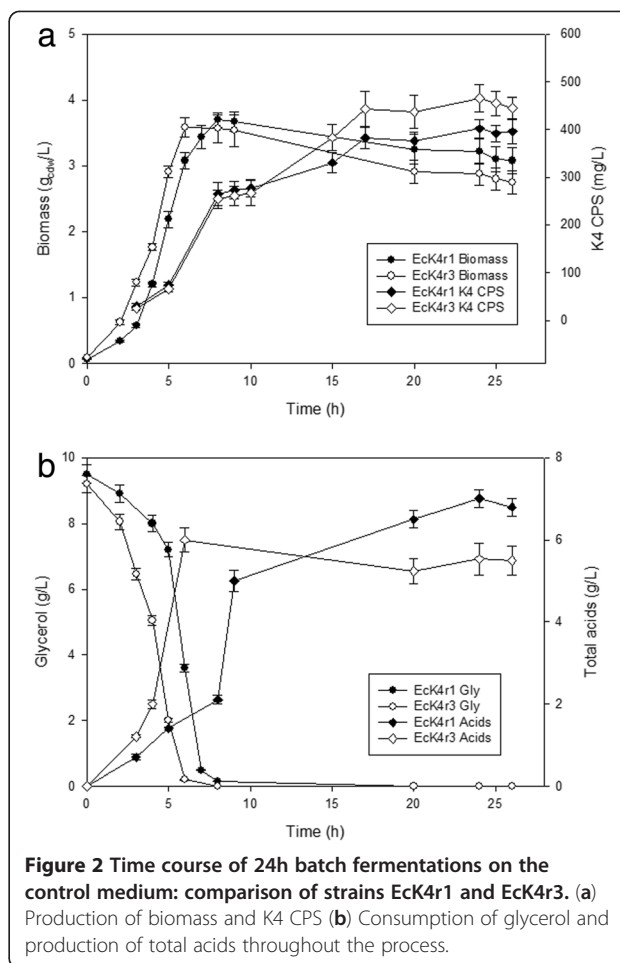 a
5
4
3
2
1
0
Biomass (gcdw/L)
600
500
400
300
200
100
0
K4 CPS (mg/L)
EcK4r1 Biomass
EcK4r3 Biomass
EcK4r1 K4 CPS
EcK4r3 K4 CPS
0 5 10 15 20 25
Time (h)
b
10
8
6
4
2
0
Glycerol (g/L)
8
6
4
2
0
Total acids (g/L)
EcK4r1 Gly
EcK4r3 Gly
EcK4r1 Acids
EcK4r3 Acids
0 5 10 15 20 25
Time (h)
Figure 2 Time course of 24h batch fermentations on the
control medium: comparison of strains EcK4r1 and EcK4r3. (a)
Production of biomass and K4 CPS (b) Consumption of glycerol and
production of total acids throughout the process.